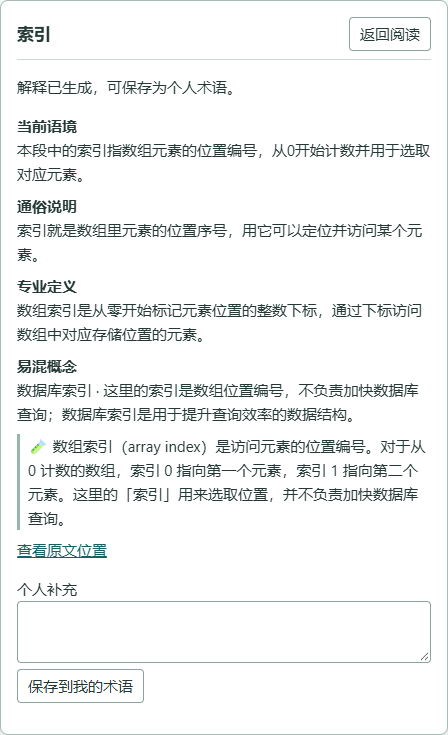 索引
返回阅读
解释已生成，可保存为个人术语。
当前语境
本段中的索引指数组元素的位置编号，从0开始计数并用于选取
对应元素。
通俗说明
索引就是数组里元素的位置序号，用它可以定位并访问某个元
素。
专业定义
数组索引是从零开始标记元素位置的整数下标，通过下标访问
数组中对应存储位置的元素。
易混概念
数据库索引 · 这里的索引是数组位置编号，不负责加快数据库
查询；数据库索引是用于提升查询效率的数据结构。
🧪 数组索引（array index）是访问元素的位置编号。对于从
0 计数的数组，索引 0 指向第一个元素，索引 1 指向第二个
元素。这里的「索引」用来选取位置，并不负责加快数据库
查询。
查看原文位置
个人补充
保存到我的术语